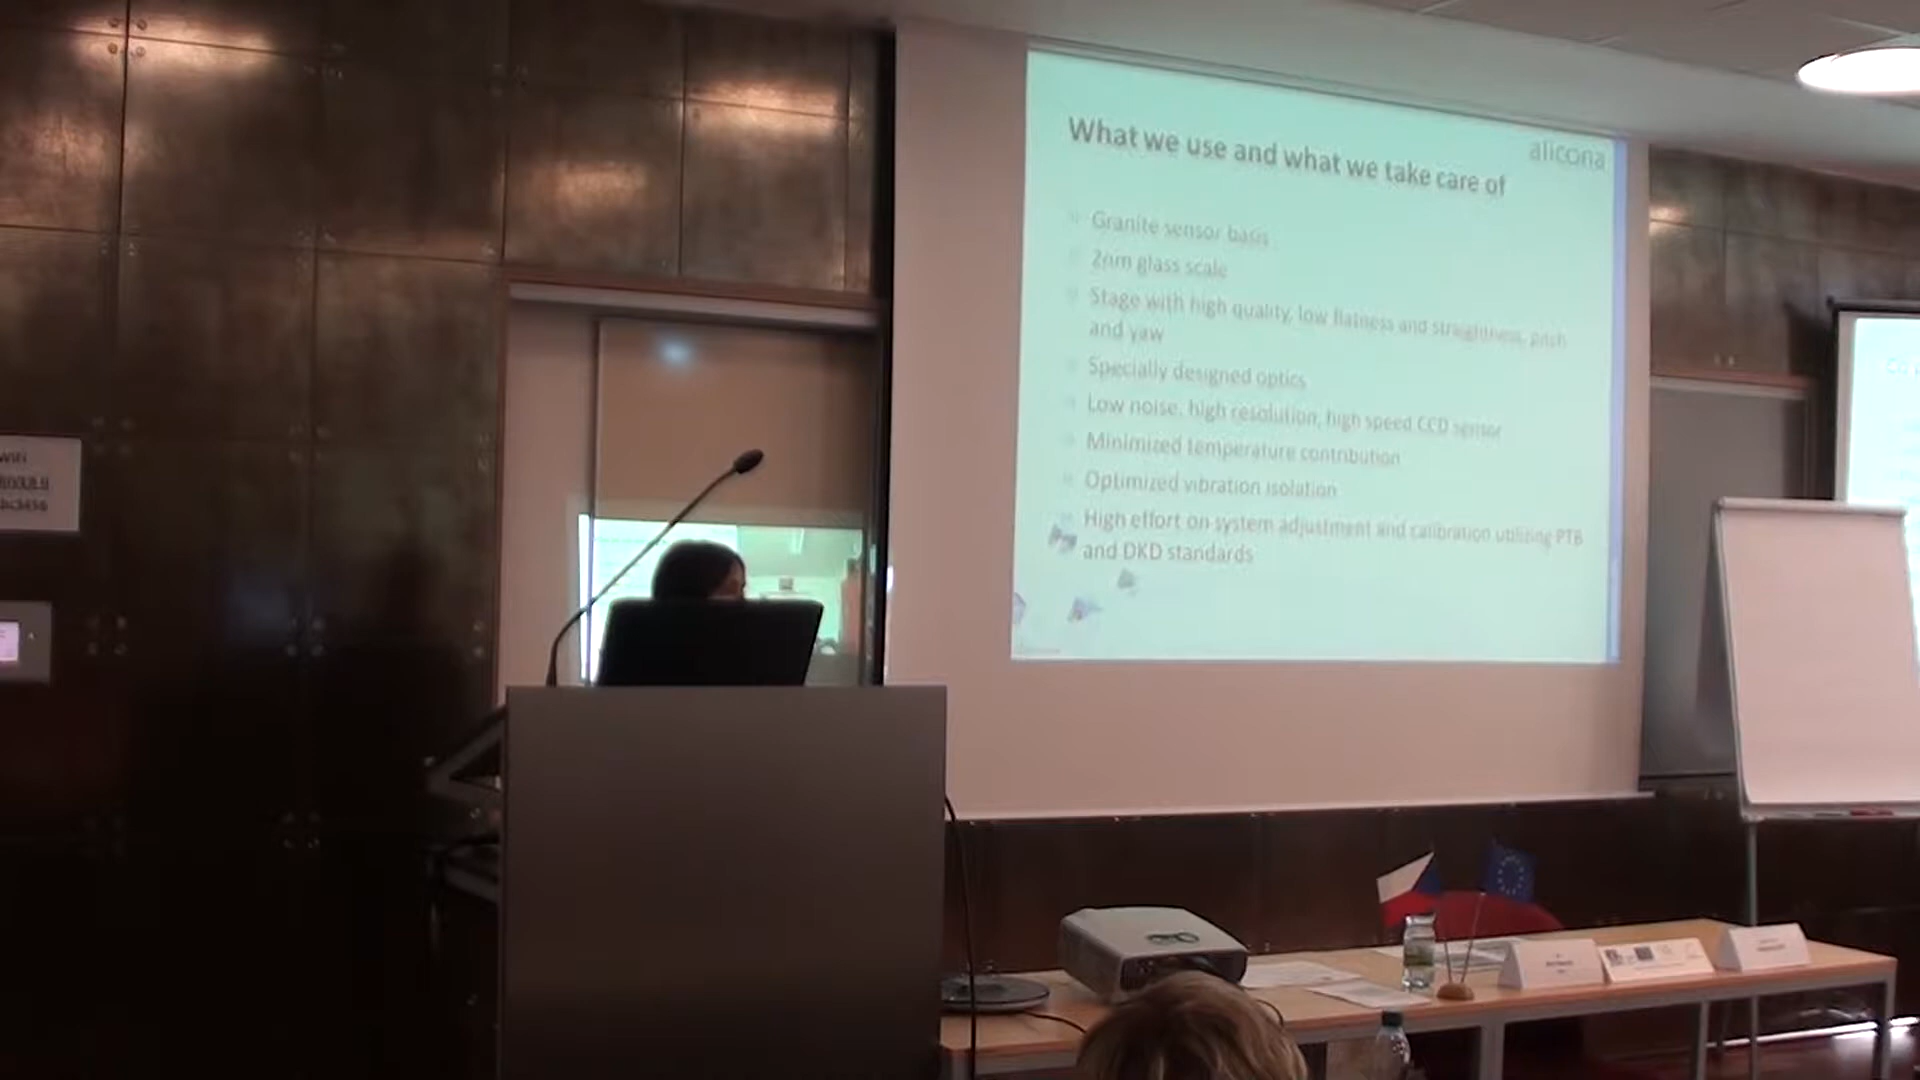 What we use and what we take care of
alicona
Granite sensor basis
2nm glass scale
Stage with high quality, low flatness and straightness, pitch
and yaw
Specially designed optics
Low noise, high resolution, high speed CCD sensor
Minimized temperature contribution
Optimized vibration isolation
High effort on system adjustment and calibration utilizing PTB
and DKD standards
wifi